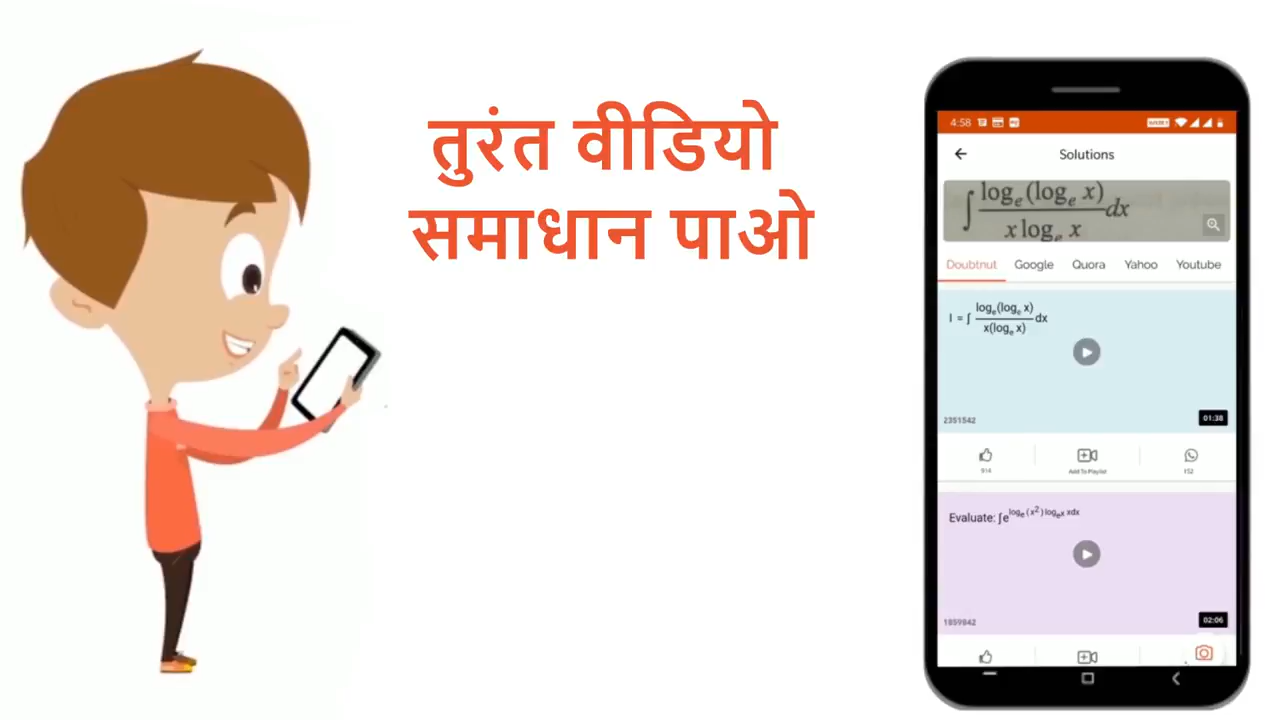 तुरंत वीडियो
समाधान पाओ
4:58
Solutions
∫ log_e (log_e x) / x log_e x dx
Doubtnut Google Quora Yahoo Youtube
I = ∫ log_e(log_e x) / x(log_e x) dx
2351542 01:38
914 Add To Playlist 152
Evaluate: ∫e^log_e (x^2) log_e x xdx
1859842 02:06